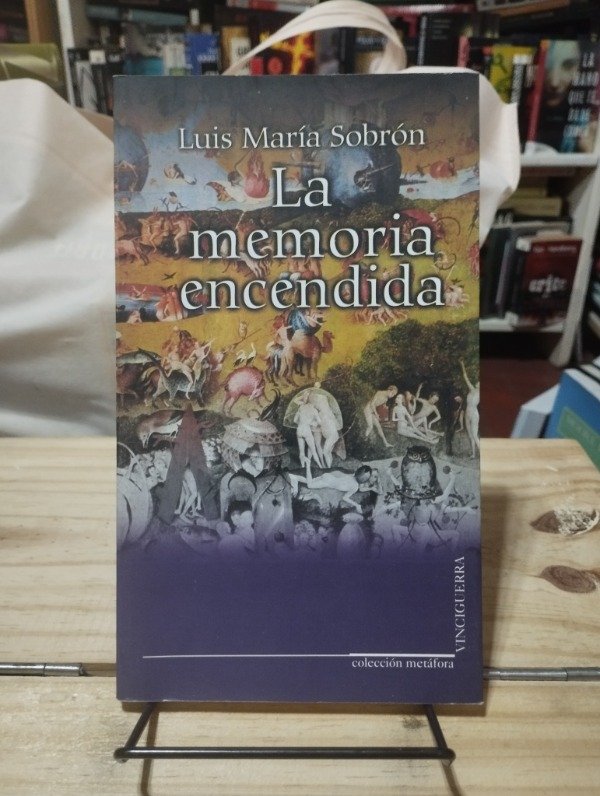 Luis María Sobrón
La
memoria
encendida
VINCIGUERRA
colección metáfora